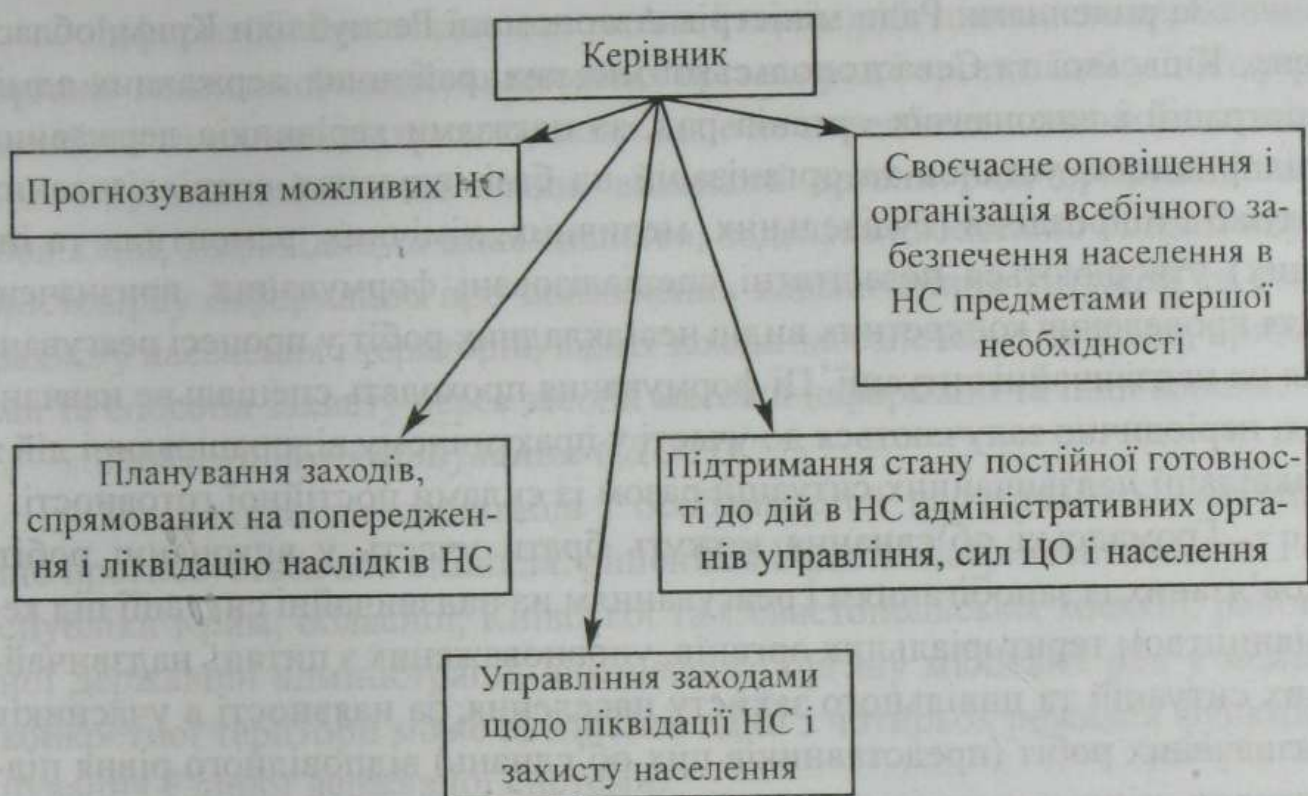 Керівник
Прогнозування можливих НС
Своєчасне оповіщення і
організація всебічного за-
безпечення населення в
НС предметами першої
необхідності
Планування заходів,
спрямованих на попереджен-
ня і ліквідацію наслідків НС
Підтримання стану постійної готовнос-
ті до дій в НС адміністративних орга-
нів управління, сил ЦО і населення
Управління заходами
щодо ліквідації НС і
захисту населення